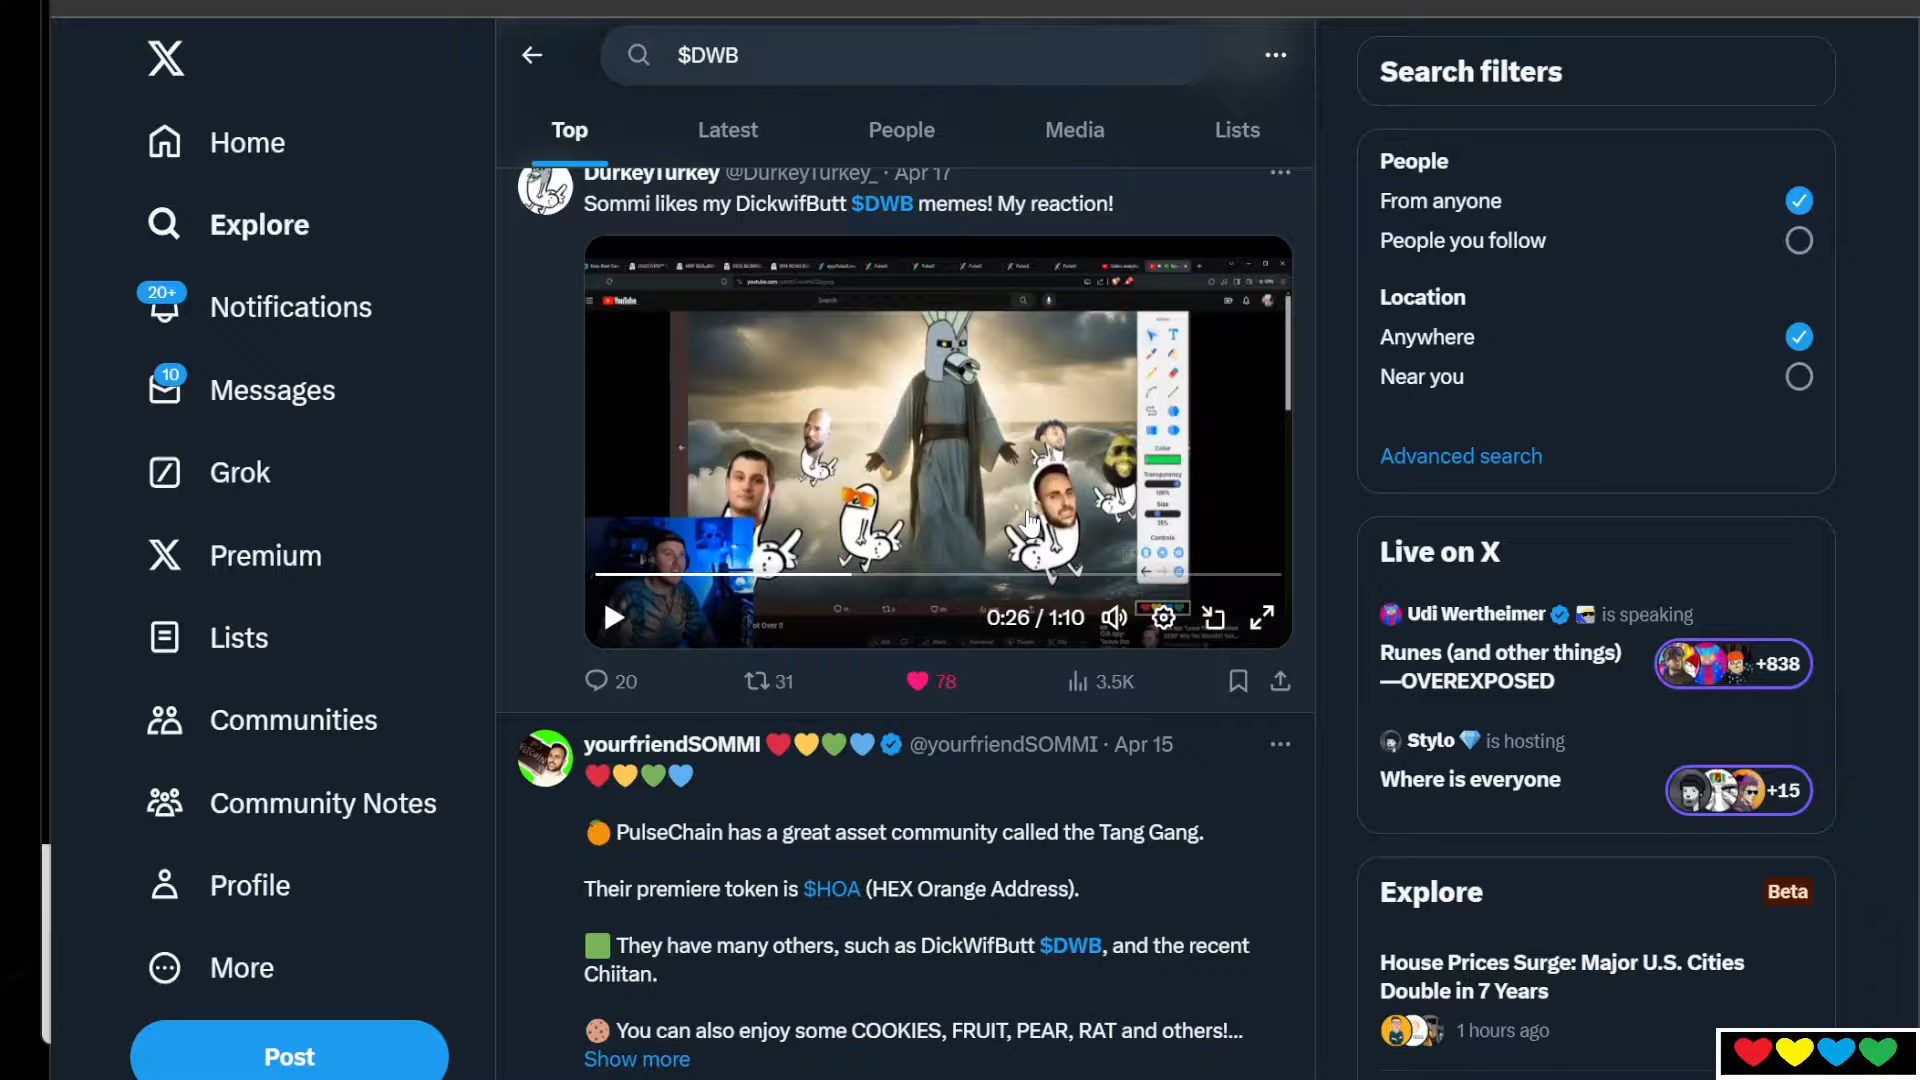 $DWB
Search filters
Home
Top
Latest
People
Media
Lists
People
From anyone
People you follow
Location
Anywhere
Near you
Advanced search
DurkeyTurkey @DurkeyTurkey_ · Apr 17
Sommi likes my DickwifButt $DWB memes! My reaction!
Explore
20+
Notifications
10
Messages
Grok
Premium
Lists
Communities
Community Notes
Profile
More
Post
YouTube
Search
Color
Transparency
100%
Size
Controls
0:26 / 1:10
20
31
78
3.5K
yourfriendSOMMI @yourfriendSOMMI · Apr 15
PulseChain has a great asset community called the Tang Gang.
Their premiere token is $HOA (HEX Orange Address).
They have many others, such as DickWifButt $DWB, and the recent
Chiitan.
You can also enjoy some COOKIES, FRUIT, PEAR, RAT and others!...
Show more
Live on X
Udi Wertheimer is speaking
Runes (and other things)
—OVEREXPOSED
+838
Stylo is hosting
Where is everyone
+15
Explore
Beta
House Prices Surge: Major U.S. Cities
Double in 7 Years
1 hours ago